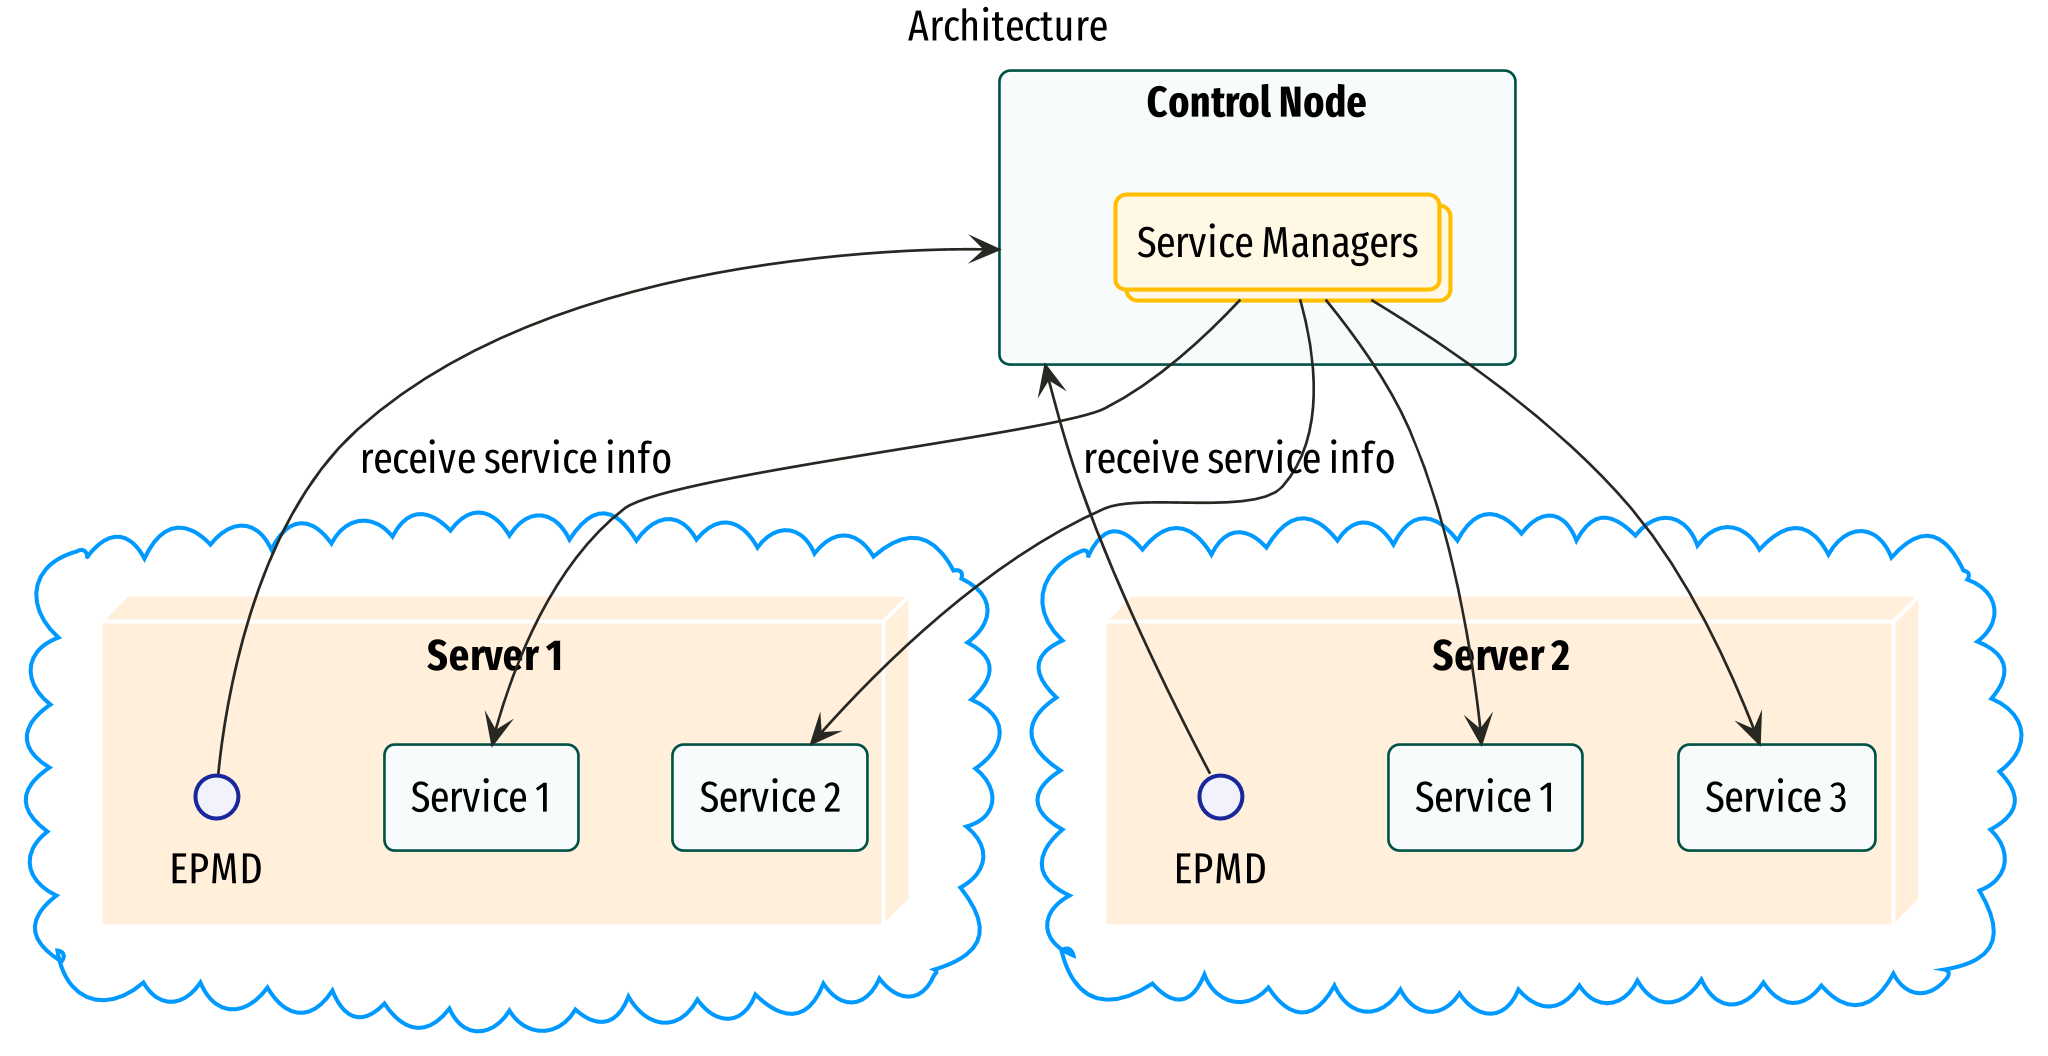 Architecture
Control Node
Service Managers
receive service info
receive service info
Server 1
Server 2
Service 1
Service 2
Service 1
Service 3
EPMD
EPMD